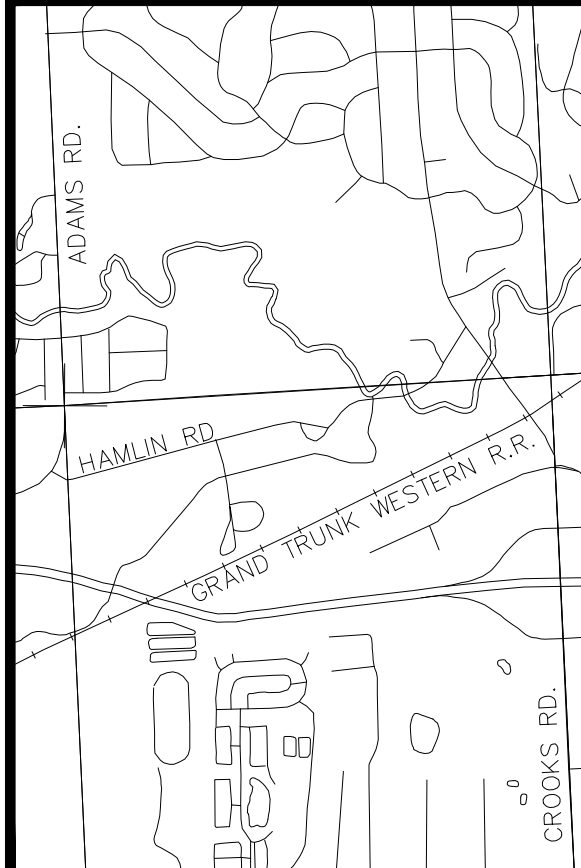 ADAMS RD.
HAMLIN RD
GRAND TRUNK WESTERN R.R.
CROOKS RD.